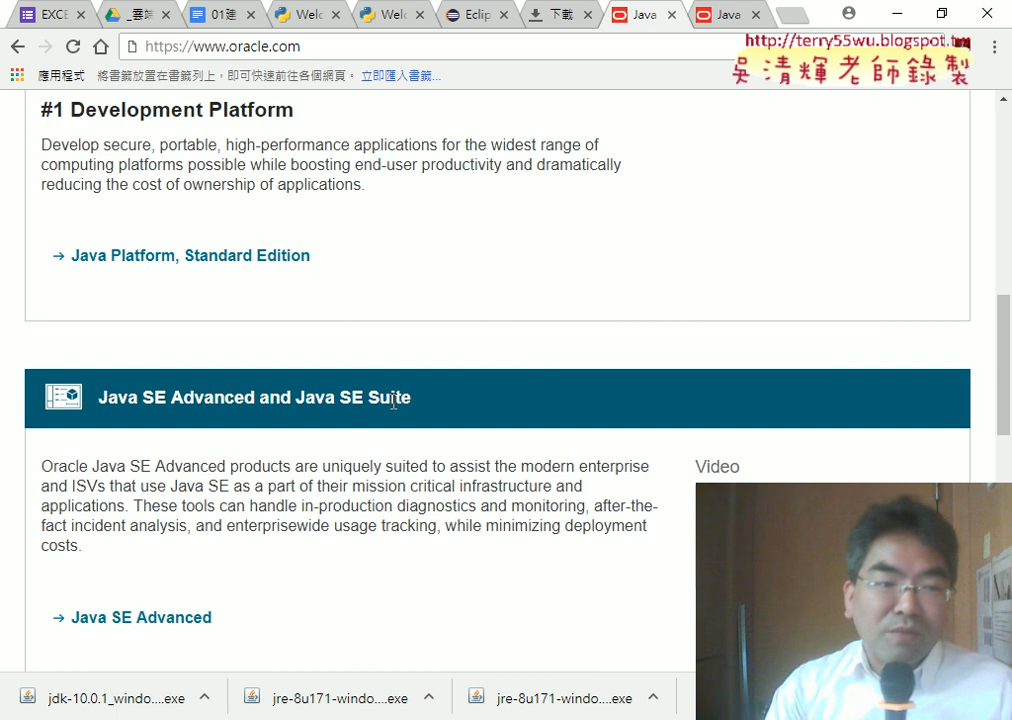 EXCE
_雲端
01建
Welc
Welc
Eclip
下載
Java
Java
https://www.oracle.com
http://terry55wu.blogspot.tw
吳清輝老師錄製
應用程式 將書籤放置在書籤列上，即可快速前往各個網頁。 立即匯入書籤...
#1 Development Platform
Develop secure, portable, high-performance applications for the widest range of
computing platforms possible while boosting end-user productivity and dramatically
reducing the cost of ownership of applications.
→ Java Platform, Standard Edition
Java SE Advanced and Java SE Suite
Oracle Java SE Advanced products are uniquely suited to assist the modern enterprise
and ISVs that use Java SE as a part of their mission critical infrastructure and
applications. These tools can handle in-production diagnostics and monitoring, after-the-
fact incident analysis, and enterprisewide usage tracking, while minimizing deployment
costs.
Video
→ Java SE Advanced
jdk-10.0.1_windo....exe
jre-8u171-windo....exe
jre-8u171-windo....exe